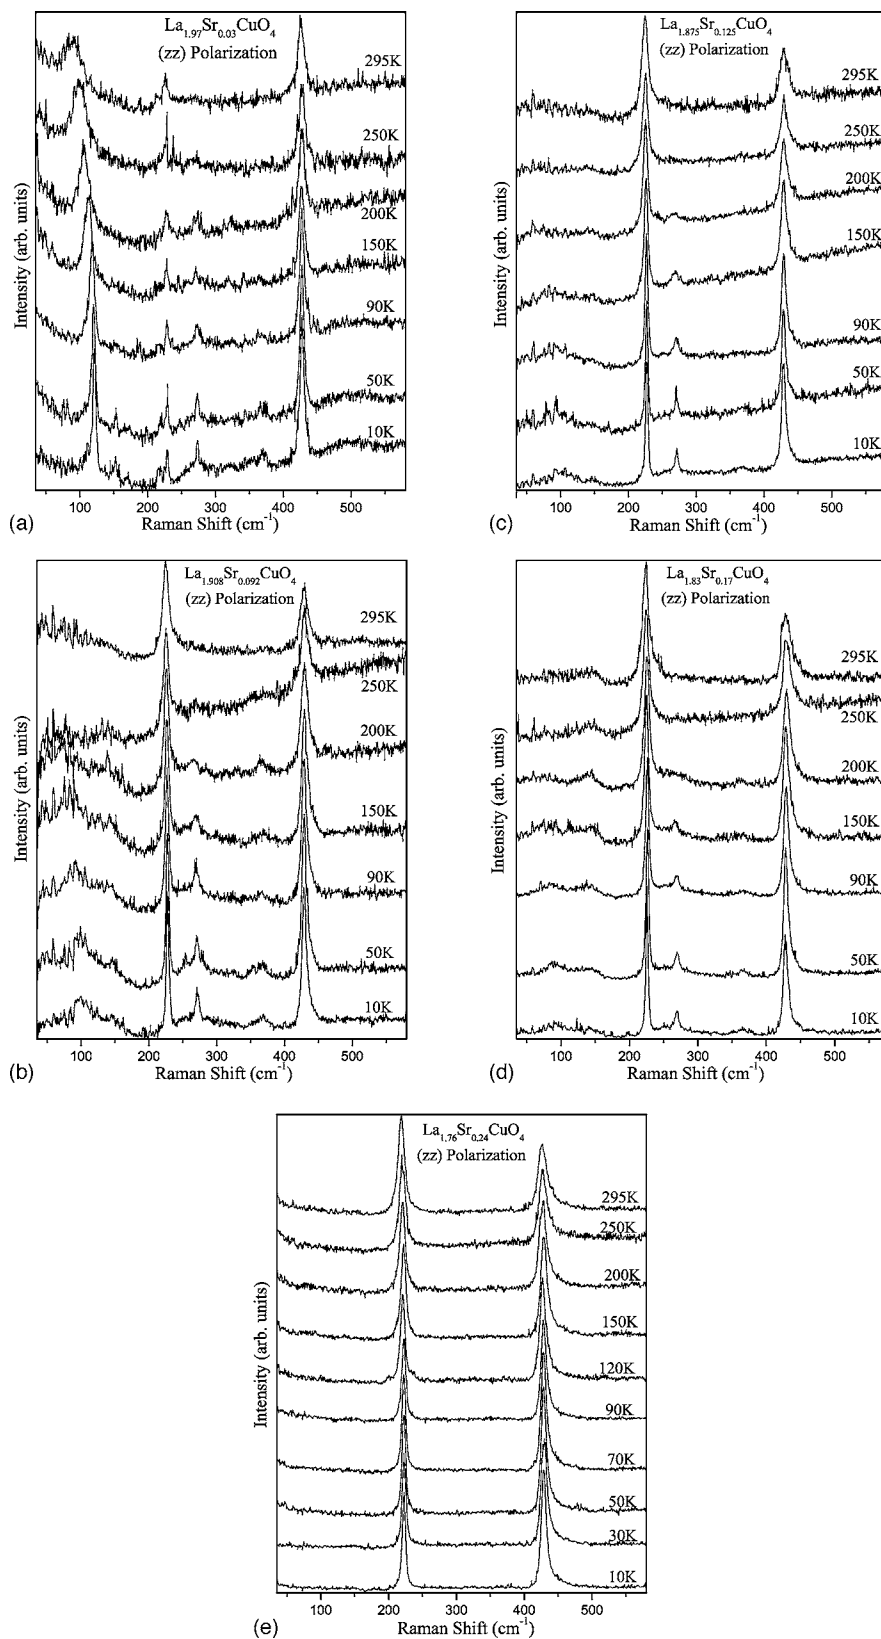 La1.97Sr0.03CuO4
(zz) Polarization
295K
250K
200K
150K
90K
50K
10K
Intensity (arb. units)
100 200 300 400 500
(a)
Raman Shift (cm-1)
La1.875Sr0.125CuO4
(zz) Polarization
295K
250K
200K
150K
90K
50K
10K
Intensity (arb. units)
100 200 300 400 500
(c)
Raman Shift (cm-1)
La1.908Sr0.092CuO4
(zz) Polarization
295K
250K
200K
150K
90K
50K
10K
Intensity (arb. units)
100 200 300 400 500
(b)
Raman Shift (cm-1)
La1.83Sr0.17CuO4
(zz) Polarization
295K
250K
200K
150K
90K
50K
10K
Intensity (arb. units)
100 200 300 400 500
(d)
Raman Shift (cm-1)
La1.76Sr0.24CuO4
(zz) Polarization
295K
250K
200K
150K
120K
90K
70K
50K
30K
10K
Intensity (arb. units)
100 200 300 400 500
(e)
Raman Shift (cm-1)